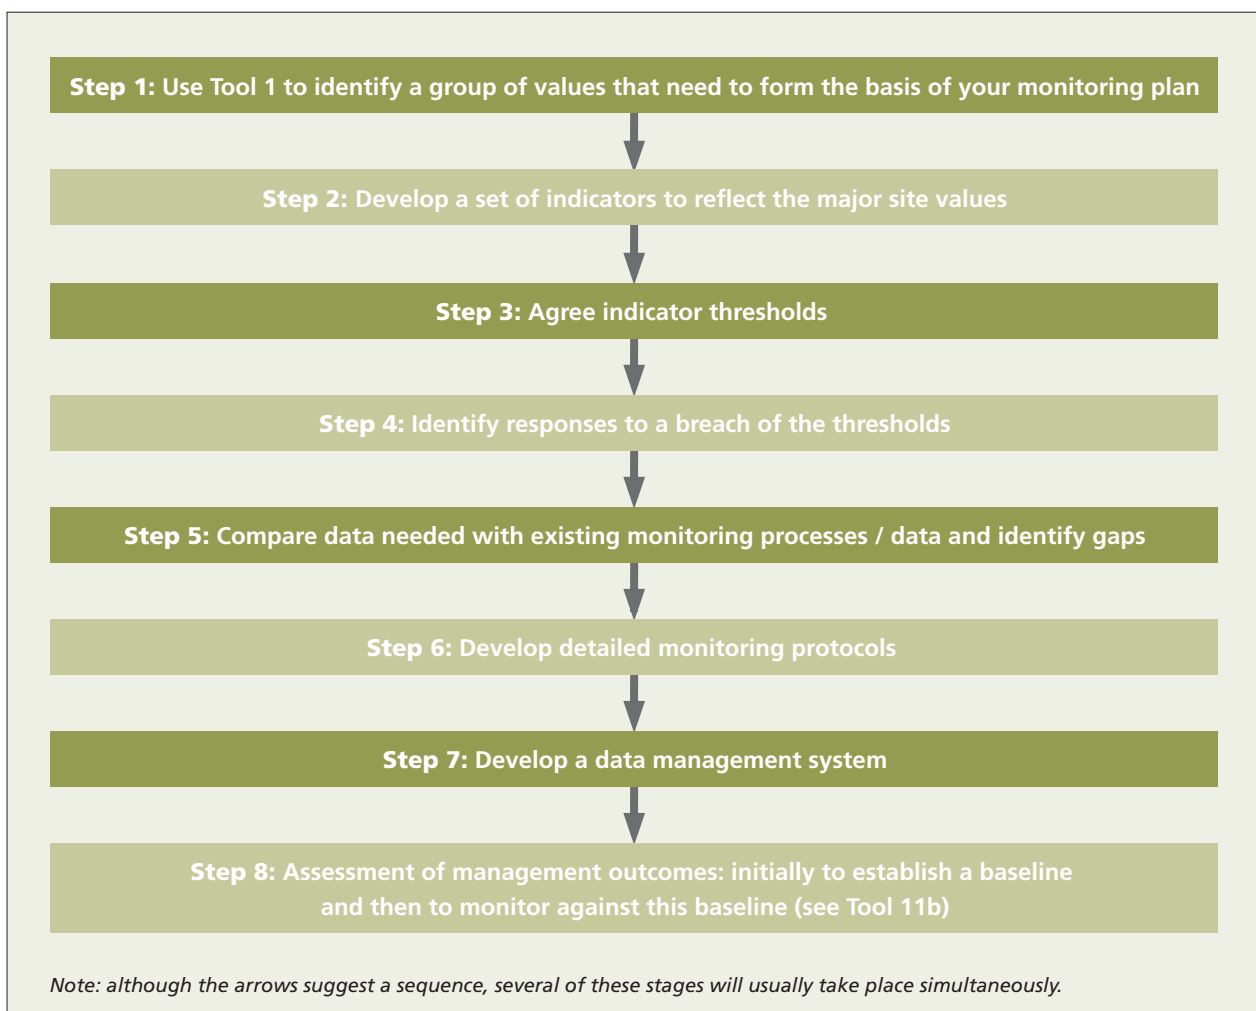 Step 1: Use Tool 1 to identify a group of values that need to form the basis of your monitoring plan
Step 2: Develop a set of indicators to reflect the major site values
Step 3: Agree indicator thresholds
Step 4: Identify responses to a breach of the thresholds
Step 5: Compare data needed with existing monitoring processes / data and identify gaps
Step 6: Develop detailed monitoring protocols
Step 7: Develop a data management system
Step 8: Assessment of management outcomes: initially to establish a baseline
and then to monitor against this baseline (see Tool 11b)
Note: although the arrows suggest a sequence, several of these stages will usually take place simultaneously.